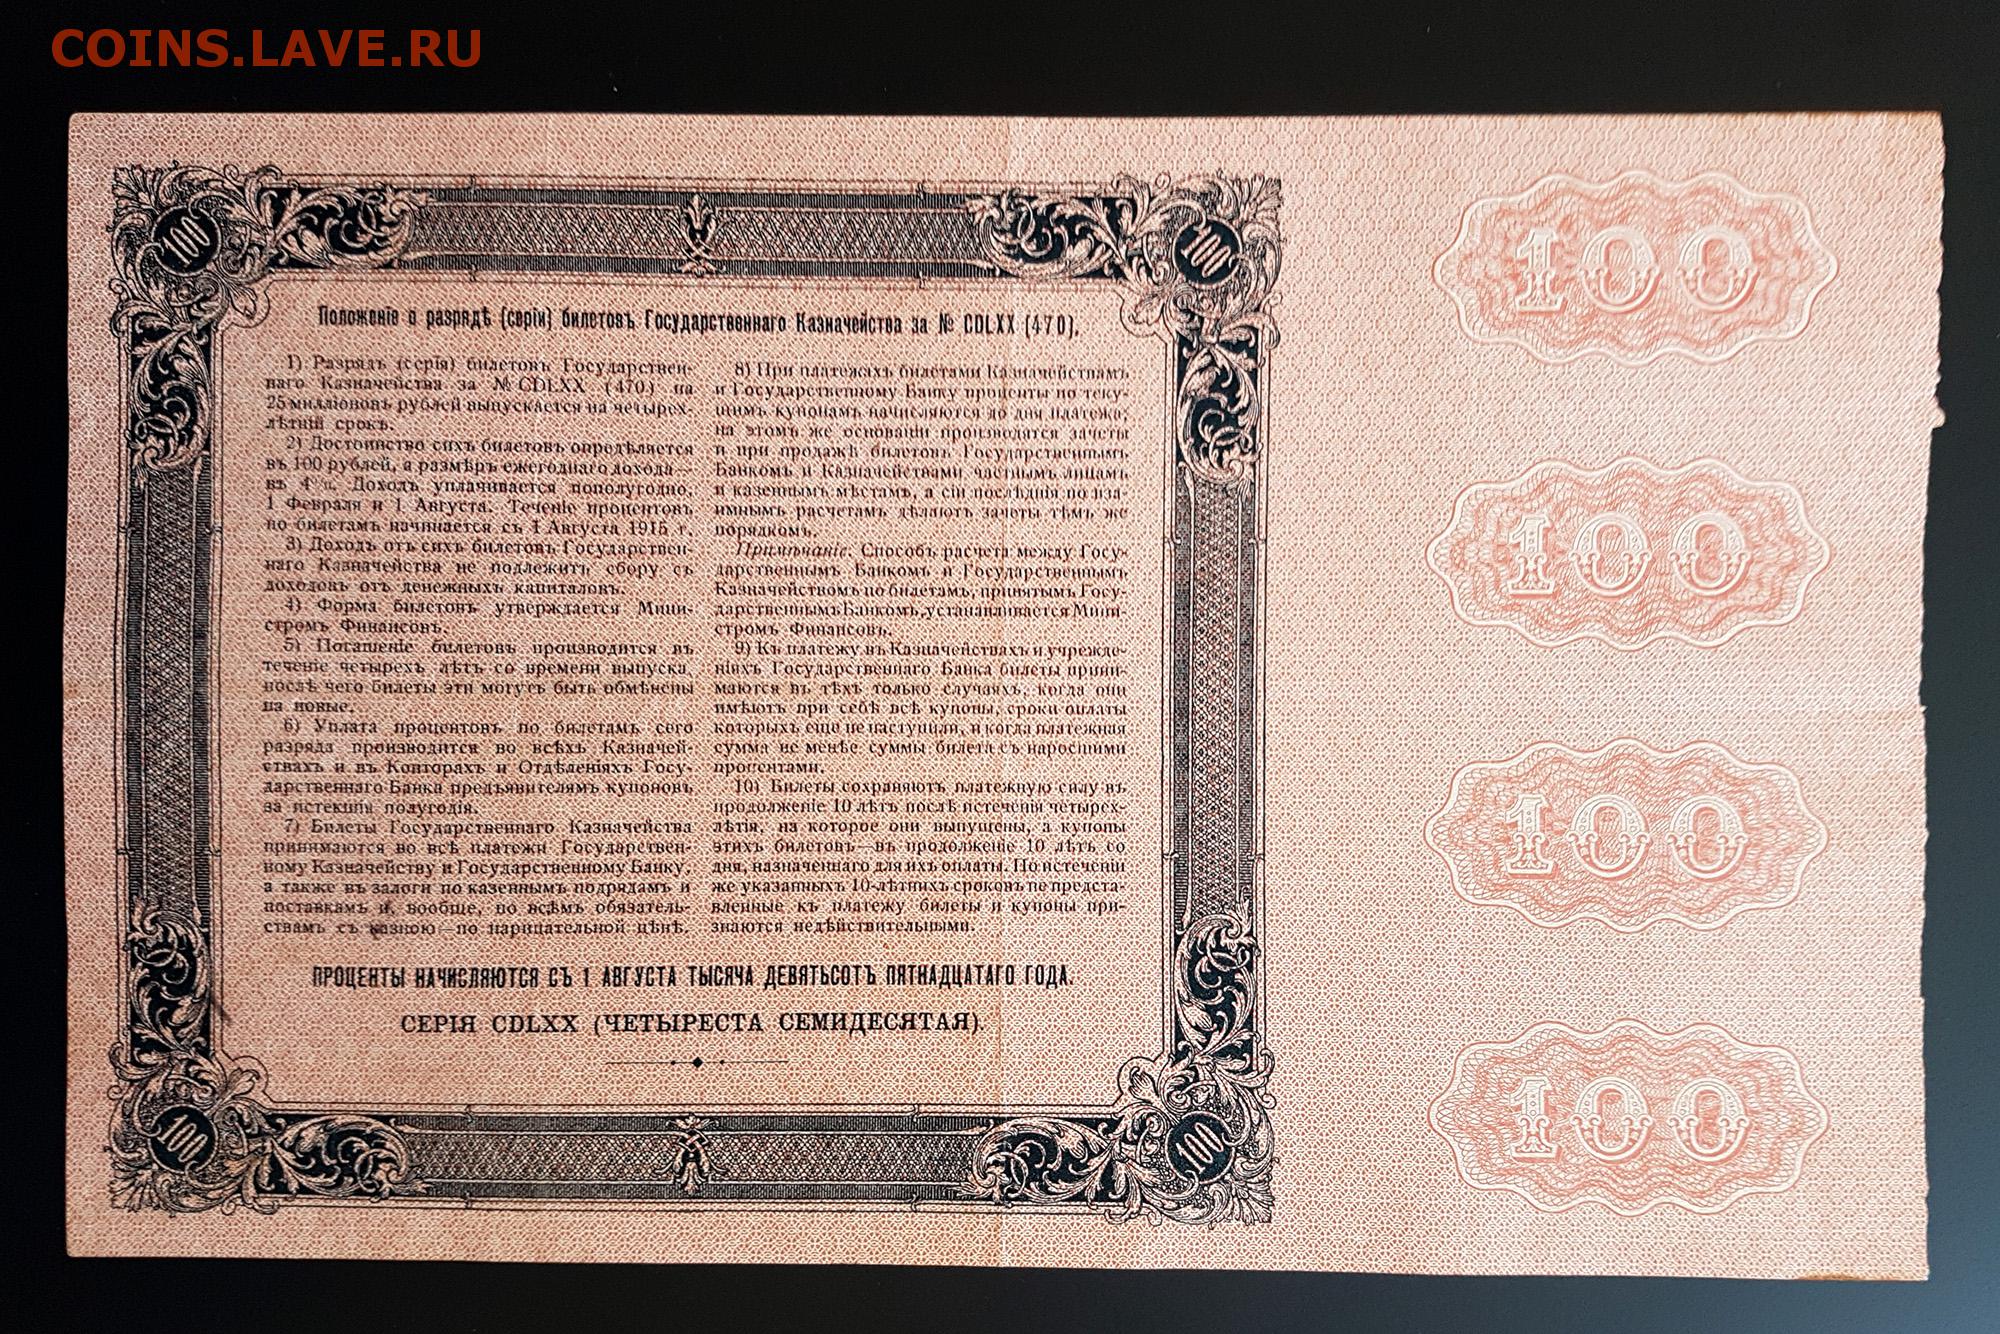 COINS.LAVE.RU
100
100
Положеніе о разрядѣ (серіи) билетовъ Государственнаго Казначейства за № CDLXX (470).
1) Разрядъ (серія) билетовъ Государствен-
наго Казначейства за № CDLXX (470) на
25 милліоновъ рублей выпускается на четырех-
лѣтній срокъ.
2) Достоинство сихъ билетовъ опредѣляется
въ 100 рублей, а размѣръ ежегоднаго дохода—
въ 4%. Доходъ уплачивается пополугодно,
1 Февраля и 1 Августа. Теченіе процентовъ
по билетамъ начинается съ 1 Августа 1915 г.
3) Доходъ отъ сихъ билетовъ Государствен-
наго Казначейства не подлежитъ сбору съ
доходовъ отъ денежныхъ капиталовъ.
4) Форма билетовъ утверждается Мини-
стромъ Финансовъ.
5) Погашеніе билетовъ производится въ
теченіе четырехъ лѣтъ со времени выпуска,
послѣ чего билеты эти могутъ быть обмѣнены
на новые.
6) Уплата процентовъ по билетамъ сего
разряда производится во всѣхъ Казначей-
ствахъ и въ Конторахъ и Отдѣленіяхъ Госу-
дарственнаго Банка предъявителямъ купоновъ
за истекшія полугодія.
7) Билеты Государственнаго Казначейства
принимаются во всѣ платежи Государствен-
ному Казначейству и Государственному Банку,
а также въ залоги по казеннымъ подрядамъ и
поставкамъ и, вообще, по всѣмъ обязатель-
ствамъ съ казною—по нарицательной цѣнѣ.
8) При платежахъ билетами Казначействамъ
и Государственному Банку проценты по теку-
щимъ купонамъ начисляются до дня платежа;
на этомъ же основаніи производятся зачеты
и при продажѣ билетовъ Государственнымъ
Банкомъ и Казначействами частнымъ лицамъ
и казеннымъ мѣстамъ, а сіи послѣднія по вза-
имнымъ расчетамъ дѣлаютъ зачеты тѣмъ же
порядкомъ.
Примѣчаніе. Способъ расчета между Госу-
дарственнымъ Банкомъ и Государственнымъ
Казначействомъ по билетамъ, принятымъ Го-
дарственнымъ Банкомъ, устанавливается Мини-
стромъ Финансовъ.
9) Къ платежу въ Казначействахъ и учрежде-
ніяхъ Государственнаго Банка билеты прини-
маются въ тѣхъ только случаяхъ, когда они
имѣютъ при себѣ всѣ купоны, сроки оплаты
которыхъ еще не наступили, и когда платежная
сумма не менѣе суммы билета съ наросшими
процентами.
10) Билеты сохраняютъ платежную силу въ
продолженіе 10 лѣтъ послѣ истеченія четырех-
лѣтія, на которое они выпущены, а купоны
этихъ билетовъ—въ продолженіе 10 лѣтъ со
дня, назначеннаго для ихъ оплаты. По истеченіи
же указанныхъ 10-лѣтнихъ сроковъ не предста-
вленные къ платежу билеты и купоны при-
знаются недѣйствительными.
ПРОЦЕНТЫ НАЧИСЛЯЮТСЯ СЪ 1 АВГУСТА ТЫСЯЧА ДЕВЯТЬСОТЪ ПЯТНАДЦАТАГО ГОДА.
СЕРІЯ CDLXX (ЧЕТЫРЕСТА СЕМИДЕСЯТАЯ).
100
100
100
100
100
100